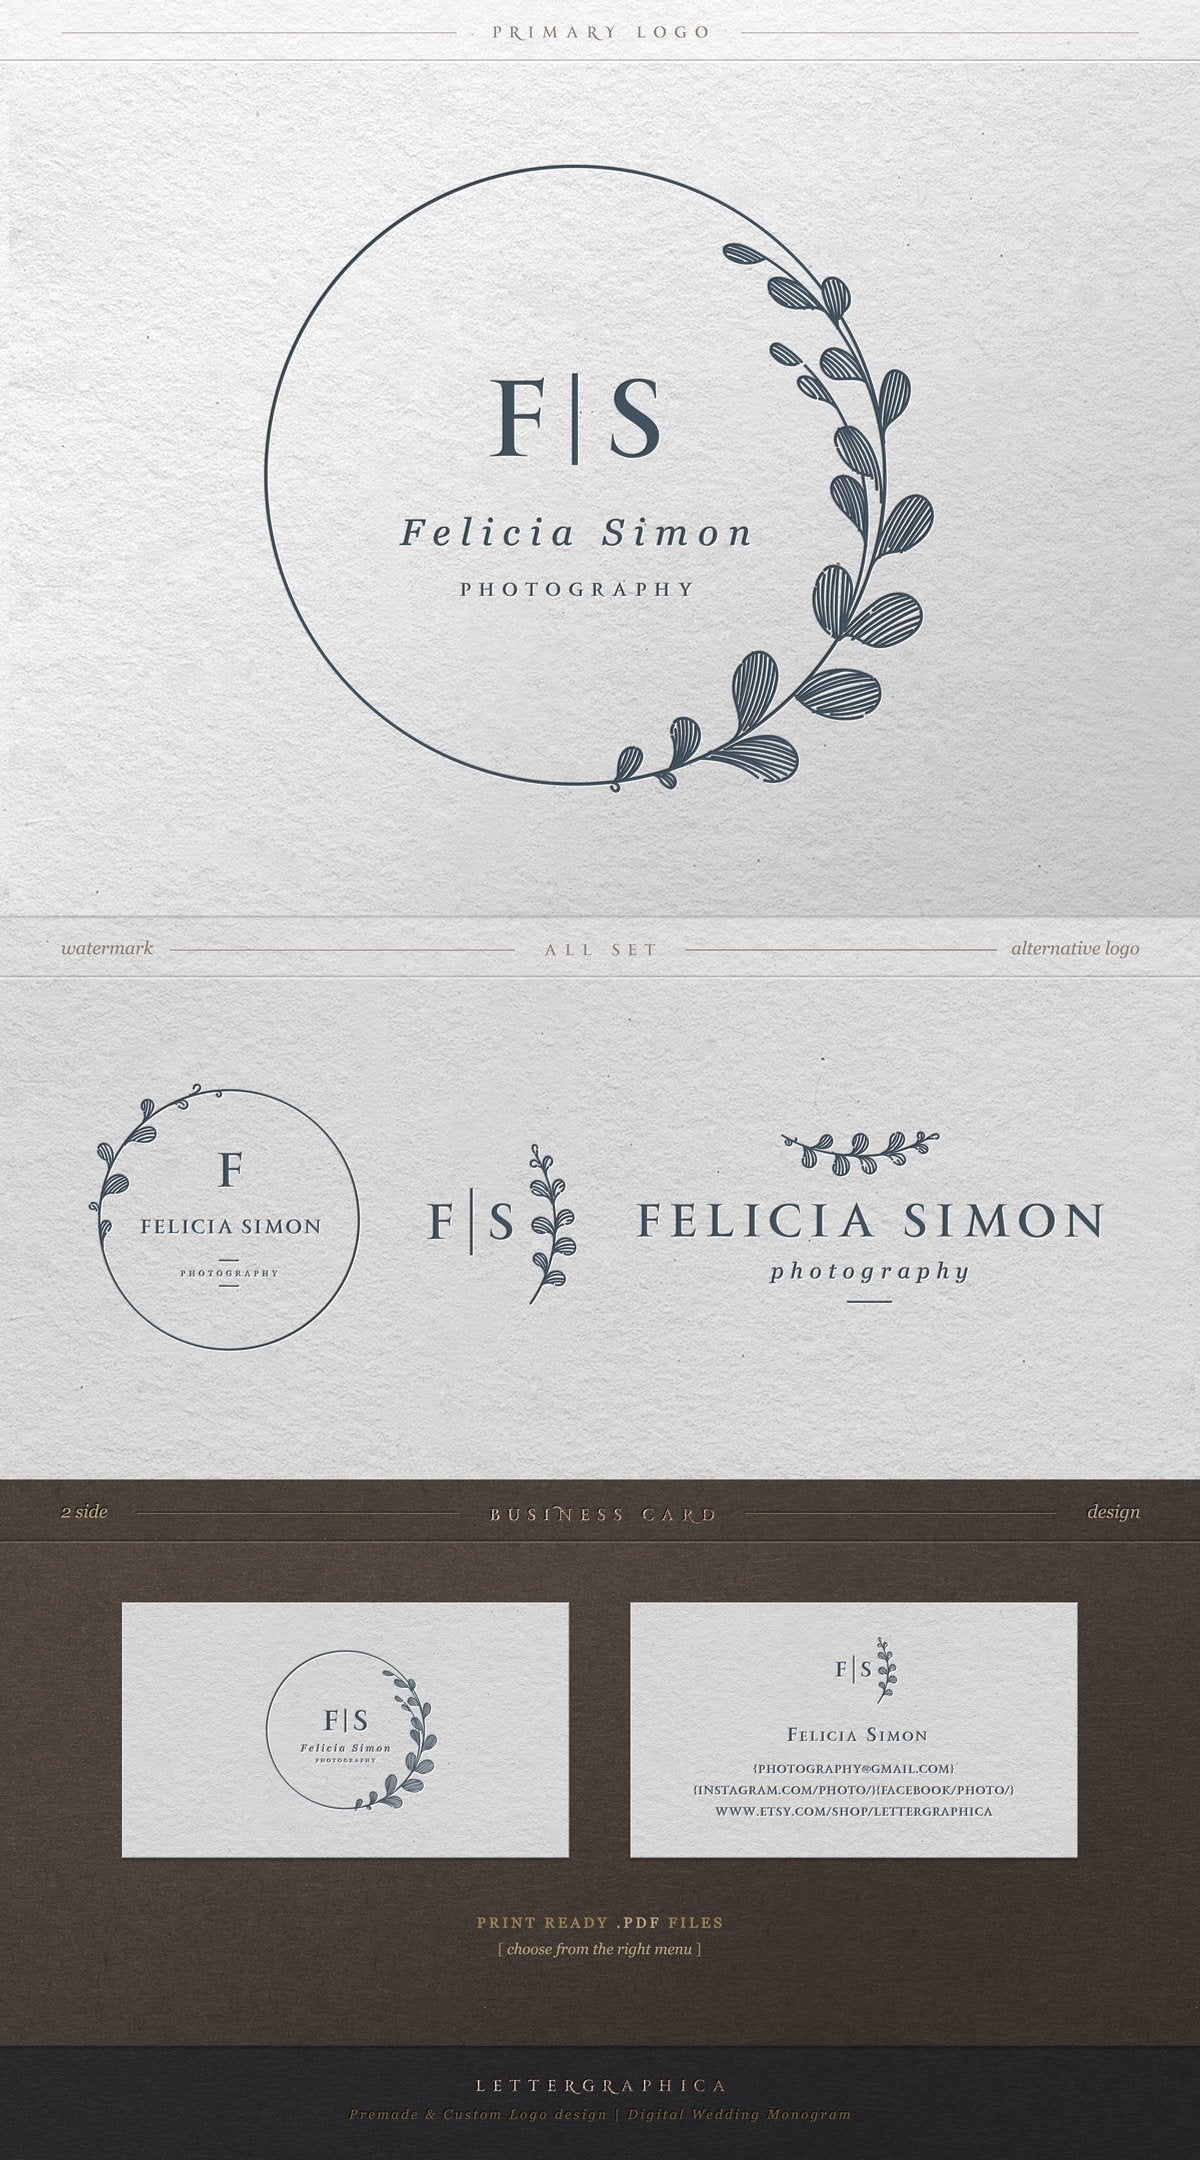 PRIMARY LOGO
F|S
Felicia Simon
PHOTOGRAPHY
watermark ALL SET alternative logo
F
FELICIA SIMON
PHOTOGRAPHY
F|S
FELICIA SIMON
photography
2 side BUSINESS CARD design
F|S
Felicia Simon
PHOTOGRAPHY
F|S
FELICIA SIMON
{PHOTOGRAPHY@GMAIL.COM}
{INSTAGRAM.COM/PHOTO/}{FACEBOOK/PHOTO/}
WWW.ETSY.COM/SHOP/LETTERGRAPHICA
PRINT READY .PDF FILES
[ choose from the right menu ]
LETTERGRAPHICA
Premade & Custom Logo design | Digital Wedding Monogram